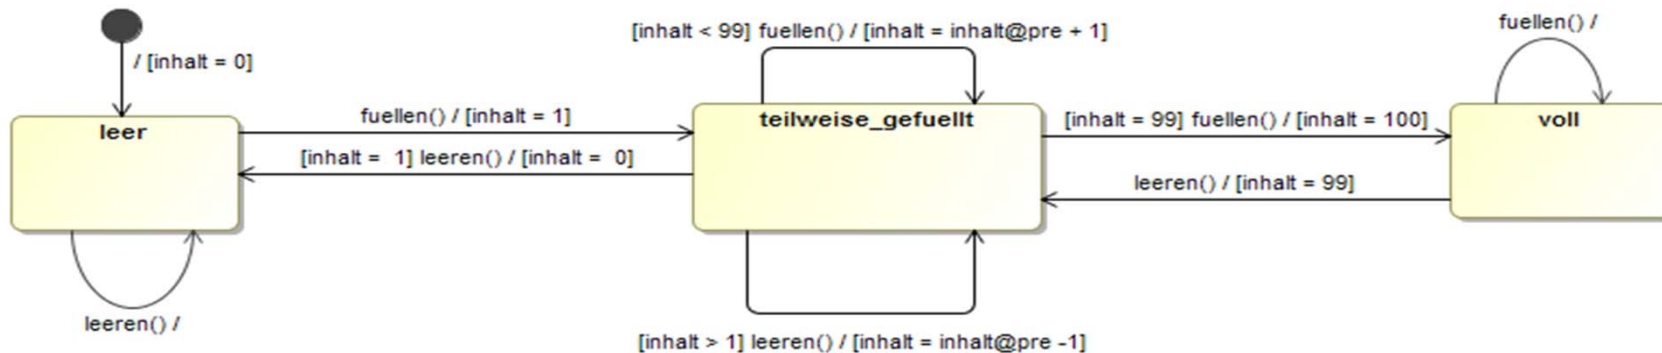 [inhalt < 99] fuellen() / [inhalt = inhalt@pre + 1]
fuellen() /
/ [inhalt = 0]
leer
fuellen() / [inhalt = 1]
teilweise_gefuellt
[inhalt = 99] fuellen() / [inhalt = 100]
voll
[inhalt =  1] leeren() / [inhalt =  0]
leeren() / [inhalt = 99]
leeren() /
[inhalt > 1] leeren() / [inhalt = inhalt@pre -1]